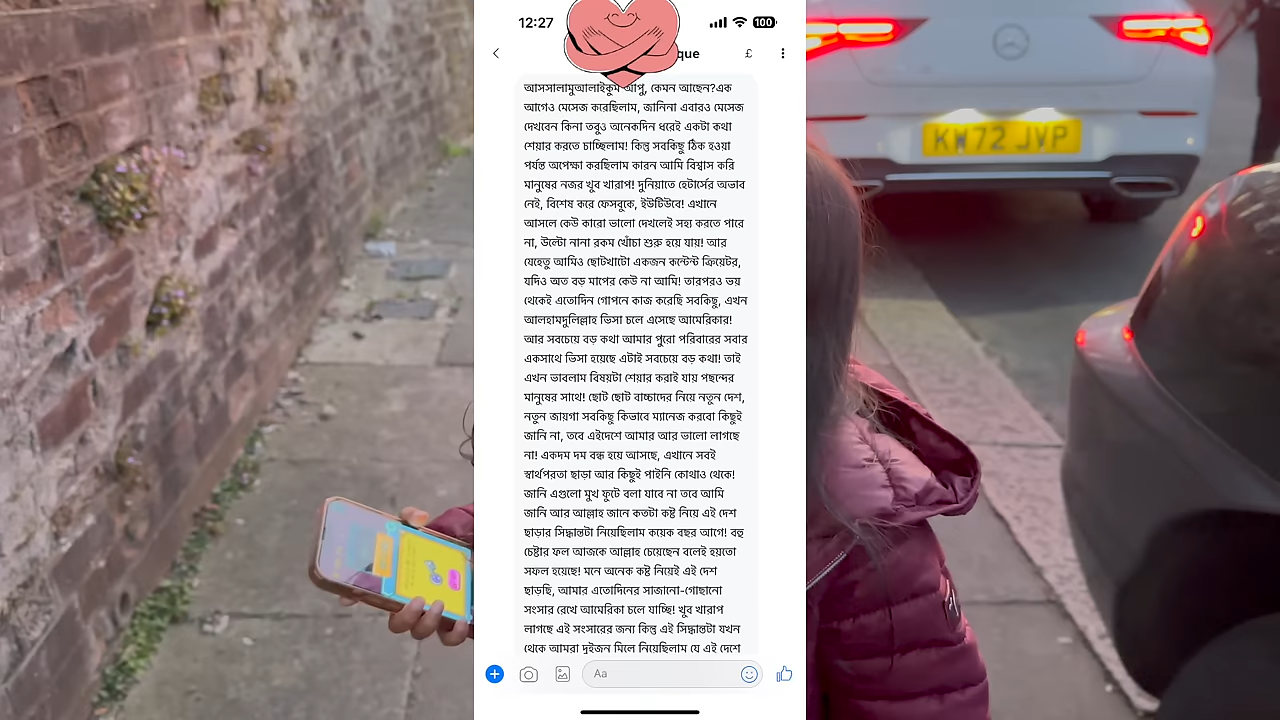 12:27
100
que
£
আসসালামুআলাইকুম আপু, কেমন আছেন?এক
আগেও মেসেজ করেছিলাম, জানিনা এবারও মেসেজ
দেখবেন কিনা তবুও অনেকদিন ধরেই একটা কথা
শেয়ার করতে চাচ্ছিলাম! কিন্তু সবকিছু ঠিক হওয়া
পর্যন্ত অপেক্ষা করছিলাম কারন আমি বিশ্বাস করি
মানুষের নজর খুব খারাপ! দুনিয়াতে হেটার্সের অভাব
নেই, বিশেষ করে ফেসবুকে, ইউটিউবে! এখানে
আসলে কেউ কারো ভালো দেখলেই সহ্য করতে পারে
না, উল্টো নানা রকম খোঁচা শুরু হয়ে যায়! আর
যেহেতু আমিও ছোটখাটো একজন কন্টেন্ট ক্রিয়েটর,
যদিও অত বড় মাপের কেউ না আমি! তারপরও ভয়
থেকেই এতোদিন গোপনে কাজ করেছি সবকিছু, এখন
আলহামদুলিল্লাহ ভিসা চলে এসেছে আমেরিকার!
আর সবচেয়ে বড় কথা আমার পুরো পরিবারের সবার
একসাথে ভিসা হয়েছে এটাই সবচেয়ে বড় কথা! তাই
এখন ভাবলাম বিষয়টা শেয়ার করাই যায় পছন্দের
মানুষের সাথে! ছোট ছোট বাচ্চাদের নিয়ে নতুন দেশ,
নতুন জায়গা সবকিছু কিভাবে ম্যানেজ করবো কিছুই
জানি না, তবে এইদেশে আমার আর ভালো লাগছে
না! একদম দম বন্ধ হয়ে আসছে, এখানে সবই
স্বার্থপরতা ছাড়া আর কিছুই পাইনি কোথাও থেকে!
জানি এগুলো মুখ ফুটে বলা যাবে না তবে আমি
জানি আর আল্লাহ জানে কতটা কষ্ট নিয়ে এই দেশ
ছাড়ার সিদ্ধান্তটা নিয়েছিলাম কয়েক বছর আগে! বহু
চেষ্টার ফল আজকে আল্লাহ চেয়েছেন বলেই হয়তো
সফল হয়েছে! মনে অনেক কষ্ট নিয়েই এই দেশ
ছাড়ছি, আমার এতোদিনের সাজানো-গোছানো
সংসার রেখে আমেরিকা চলে যাচ্ছি! খুব খারাপ
লাগছে এই সংসারের জন্য কিন্তু এই সিদ্ধান্তটা যখন
থেকে আমরা দুইজন মিলে নিয়েছিলাম যে এই দেশে
Aa
KW72 JVP